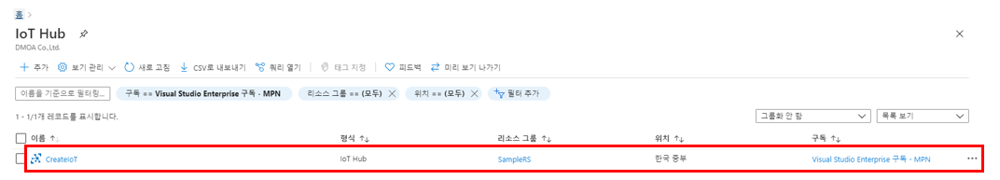 홈 >
IoT Hub
DMOA Co.,Ltd.
+ 추가 보기 관리 새로 고침 CSV로 내보내기 쿼리 열기 태그 지정 피드백 미리 보기 나가기
이름을 기준으로 필터링... 구독 == Visual Studio Enterprise 구독 - MPN 리소스 그룹 == (모두) 위치 == (모두) 필터 추가
1 - 1/1개 레코드를 표시합니다. 그룹화 안 함 목록 보기
이름 ↑↓ 형식 ↑↓ 리소스 그룹 ↑↓ 위치 ↑↓ 구독 ↑↓
CreateIoT IoT Hub SampleRS 한국 중부 Visual Studio Enterprise 구독 - MPN ...